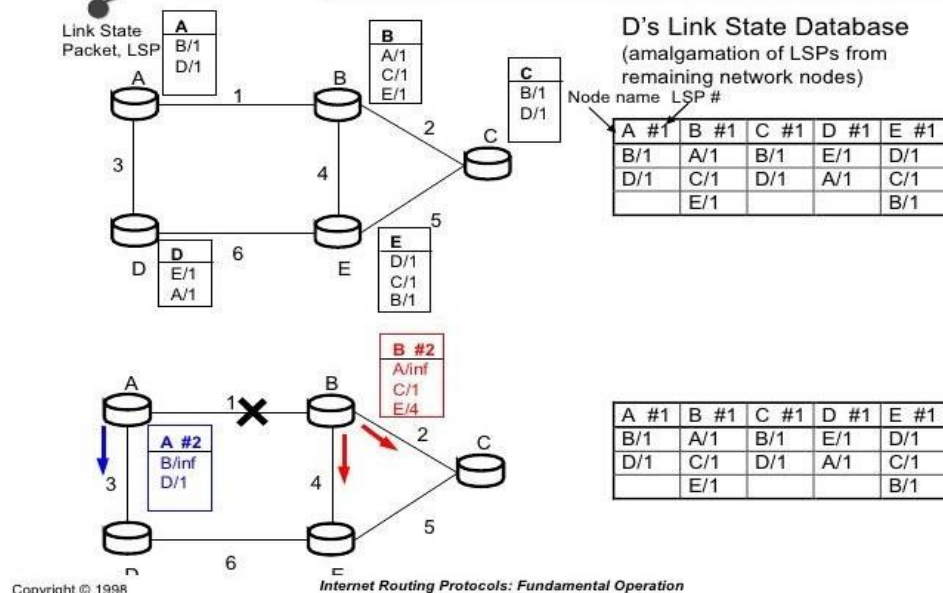 Link State
Packet, LSP
A
B/1
D/1
B
A/1
C/1
E/1
C
B/1
D/1
A
1
B
2
C
3
4
5
D
6
E
D
E/1
A/1
E
D/1
C/1
B/1
D's Link State Database
(amalgamation of LSPs from
remaining network nodes)
Node name LSP #
A #1 B #1 C #1 D #1 E #1
B/1 A/1 B/1 E/1 D/1
D/1 C/1 D/1 A/1 C/1
E/1 B/1
B #2
A/inf
C/1
E/4
A
1
B
2
C
A #2
B/inf
D/1
3
4
5
6
A #1 B #1 C #1 D #1 E #1
B/1 A/1 B/1 E/1 D/1
D/1 C/1 D/1 A/1 C/1
E/1 B/1
Copyright © 1998
Internet Routing Protocols: Fundamental Operation